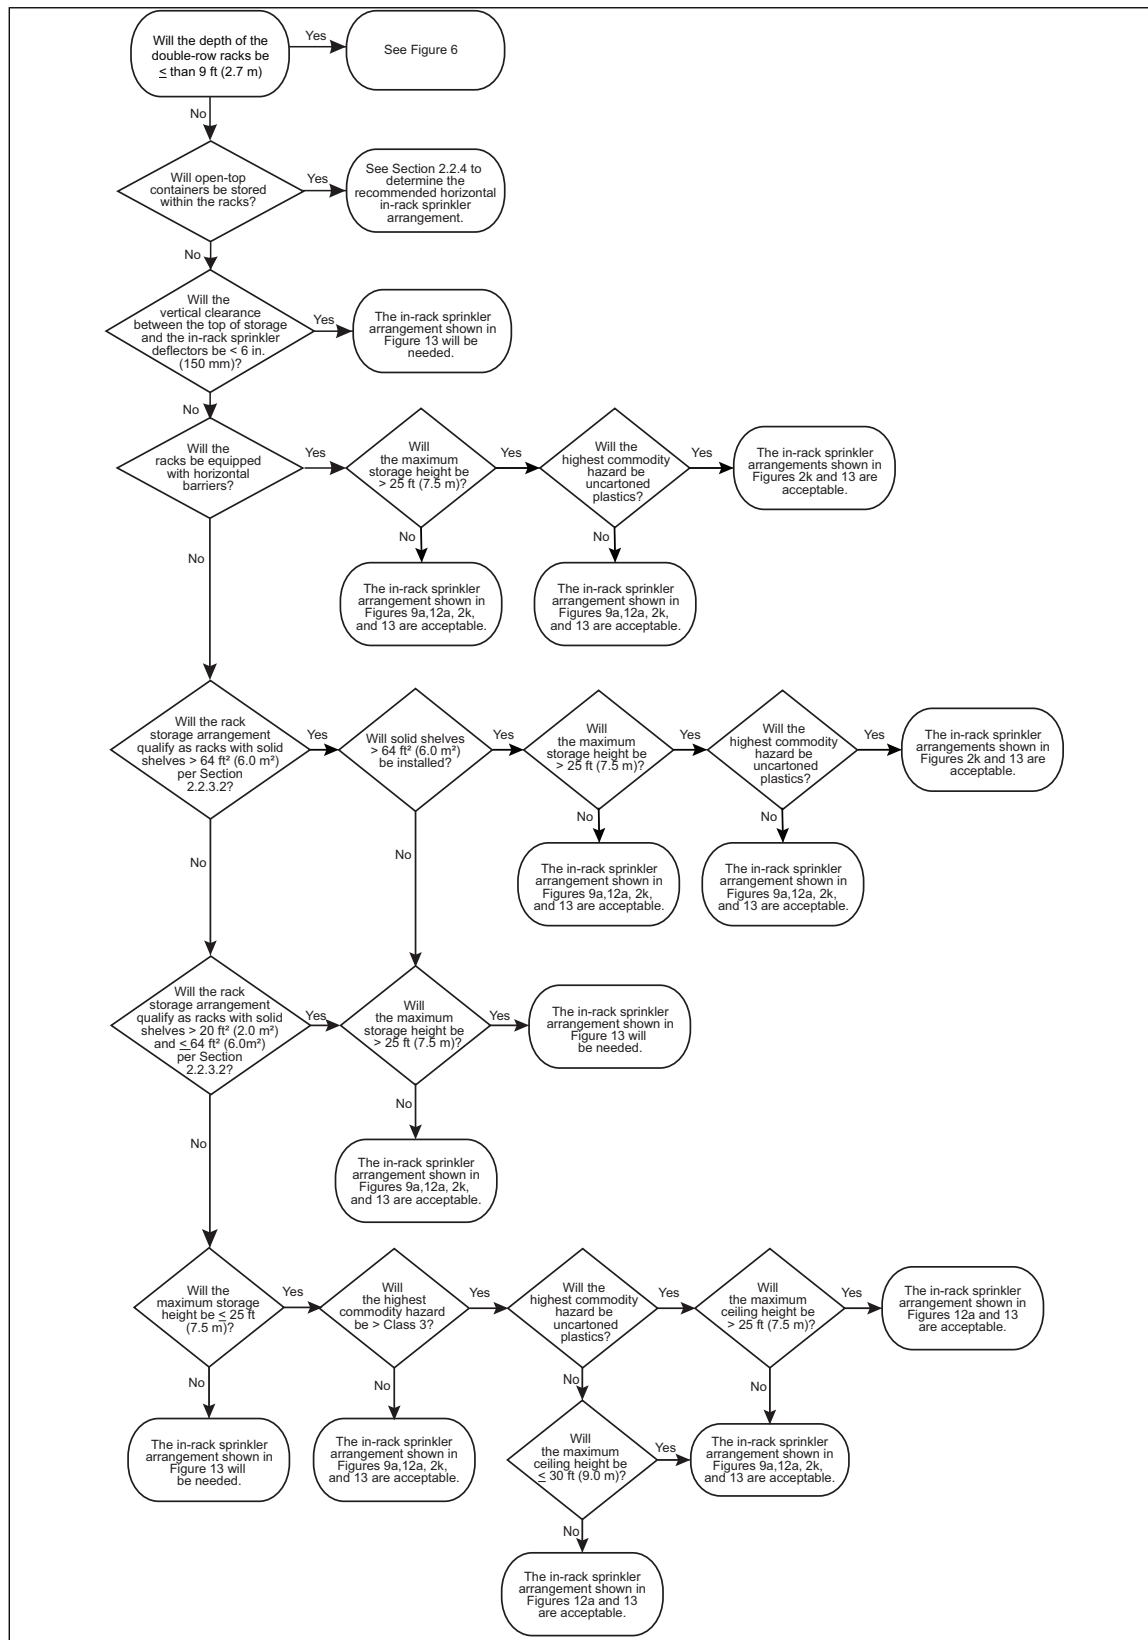 Will the depth of the
double-row racks be
≤ than 9 ft (2.7 m)
Yes
See Figure 6
No
Will open-top
containers be stored
within the racks?
Yes
See Section 2.2.4 to
determine the
recommended horizontal
in-rack sprinkler
arrangement.
No
Will the
vertical clearance
between the top of storage
and the in-rack sprinkler
deflectors be < 6 in.
(150 mm)?
Yes
The in-rack sprinkler
arrangement shown in
Figure 13 will be
needed.
No
Will the
racks be equipped
with horizontal
barriers?
Yes
Will
the maximum
storage height be
> 25 ft (7.5 m)?
Yes
Will the
highest commodity
hazard be
uncartoned
plastics?
Yes
The in-rack sprinkler
arrangements shown in
Figures 2k and 13 are
acceptable.
No
The in-rack sprinkler
arrangement shown in
Figures 9a,12a, 2k,
and 13 are acceptable.
No
The in-rack sprinkler
arrangement shown in
Figures 9a,12a, 2k,
and 13 are acceptable.
No
Will the rack
storage arrangement
qualify as racks with solid
shelves > 64 ft² (6.0 m²)
per Section
2.2.3.2?
Yes
Will solid shelves
> 64 ft² (6.0 m²)
be installed?
Yes
Will
the maximum
storage height be
> 25 ft (7.5 m)?
Yes
Will the
highest commodity
hazard be
uncartoned
plastics?
Yes
The in-rack sprinkler
arrangements shown in
Figures 2k and 13 are
acceptable.
No
The in-rack sprinkler
arrangement shown in
Figures 9a,12a, 2k,
and 13 are acceptable.
No
The in-rack sprinkler
arrangement shown in
Figures 9a,12a, 2k,
and 13 are acceptable.
No
No
Will the rack
storage arrangement
qualify as racks with solid
shelves > 20 ft² (2.0 m²)
and ≤ 64 ft² (6.0m²)
per Section
2.2.3.2?
Yes
Will
the maximum
storage height be
> 25 ft (7.5 m)?
Yes
The in-rack sprinkler
arrangement shown in
Figure 13 will
be needed.
No
The in-rack sprinkler
arrangement shown in
Figures 9a,12a, 2k,
and 13 are acceptable.
No
Will the
maximum storage
height be ≤ 25 ft
(7.5 m)?
Yes
Will
the highest
commodity hazard
be > Class 3?
Yes
Will the
highest commodity
hazard be
uncartoned
plastics?
Yes
Will
the maximum
ceiling height be
> 25 ft (7.5 m)?
Yes
The in-rack sprinkler
arrangement shown in
Figures 12a and 13
are acceptable.
No
The in-rack sprinkler
arrangement shown in
Figure 13 will
be needed.
No
The in-rack sprinkler
arrangement shown in
Figures 9a,12a, 2k,
and 13 are acceptable.
No
Will
the maximum
ceiling height be
≤ 30 ft (9.0 m)?
Yes
No
The in-rack sprinkler
arrangement shown in
Figures 9a,12a, 2k,
and 13 are acceptable.
No
The in-rack sprinkler
arrangement shown in
Figures 12a and 13
are acceptable.